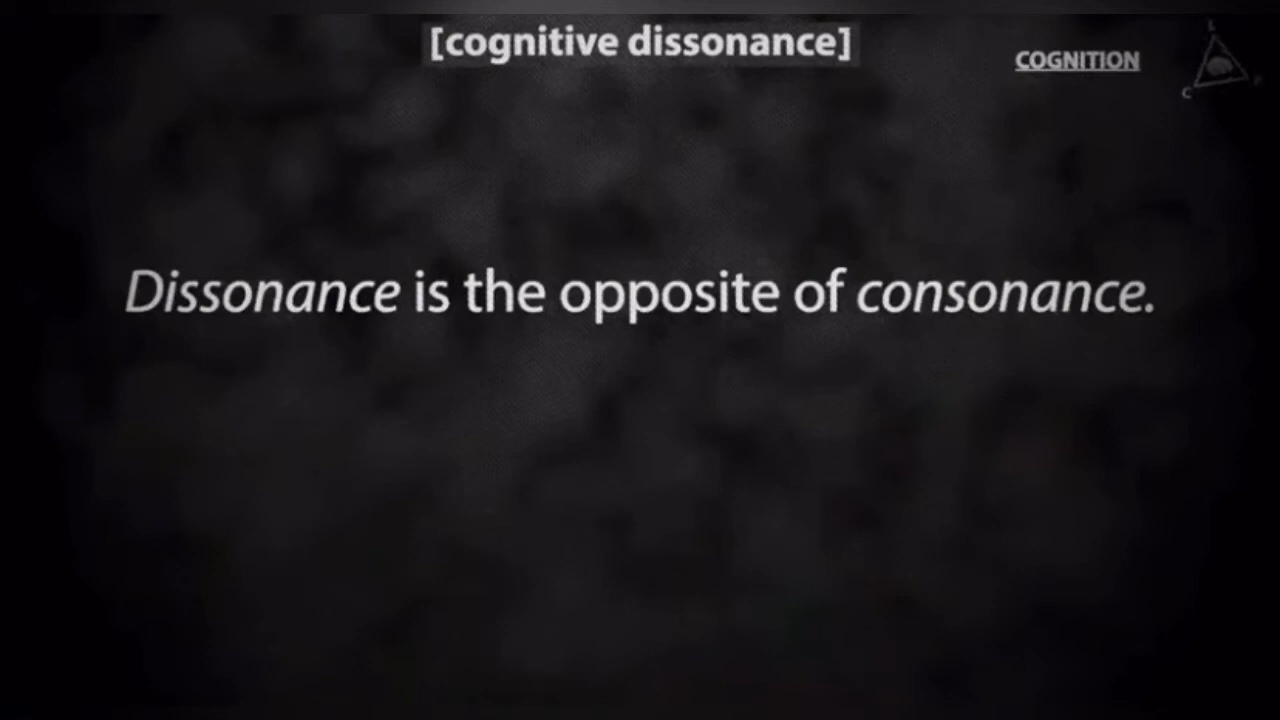 [cognitive dissonance]
COGNITION
L
C
Dissonance is the opposite of consonance.